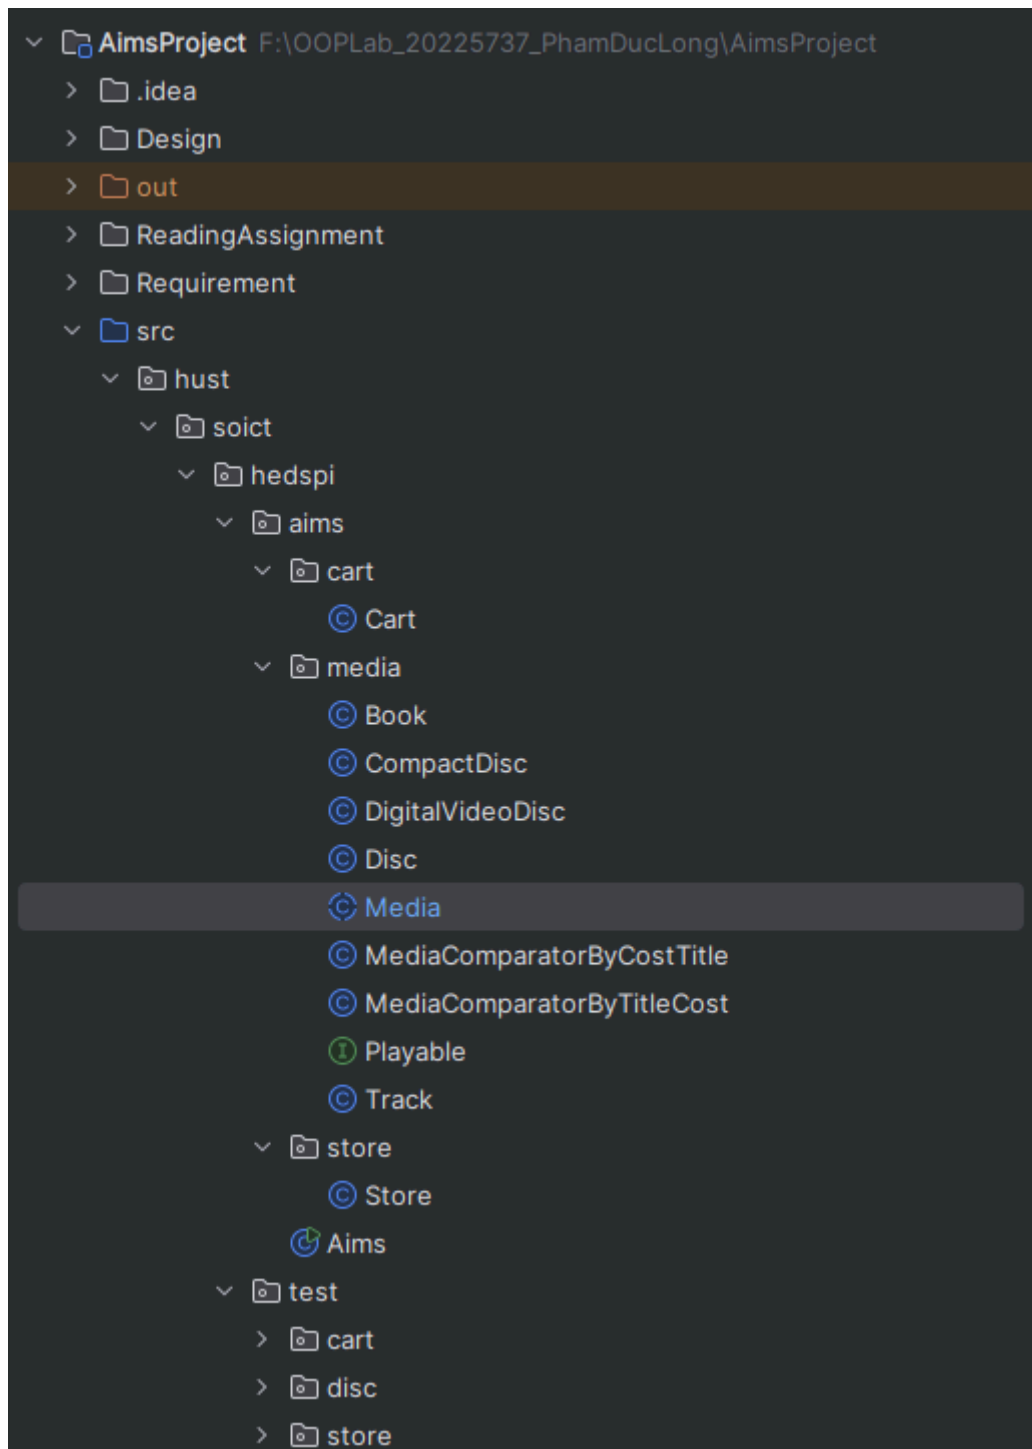 AimsProject F:\OOPLab_20225737_PhamDucLong\AimsProject
.idea
Design
out
ReadingAssignment
Requirement
src
hust
soict
hedspi
aims
cart
Cart
media
Book
CompactDisc
DigitalVideoDisc
Disc
Media
MediaComparatorByCostTitle
MediaComparatorByTitleCost
Playable
Track
store
Store
Aims
test
cart
disc
store